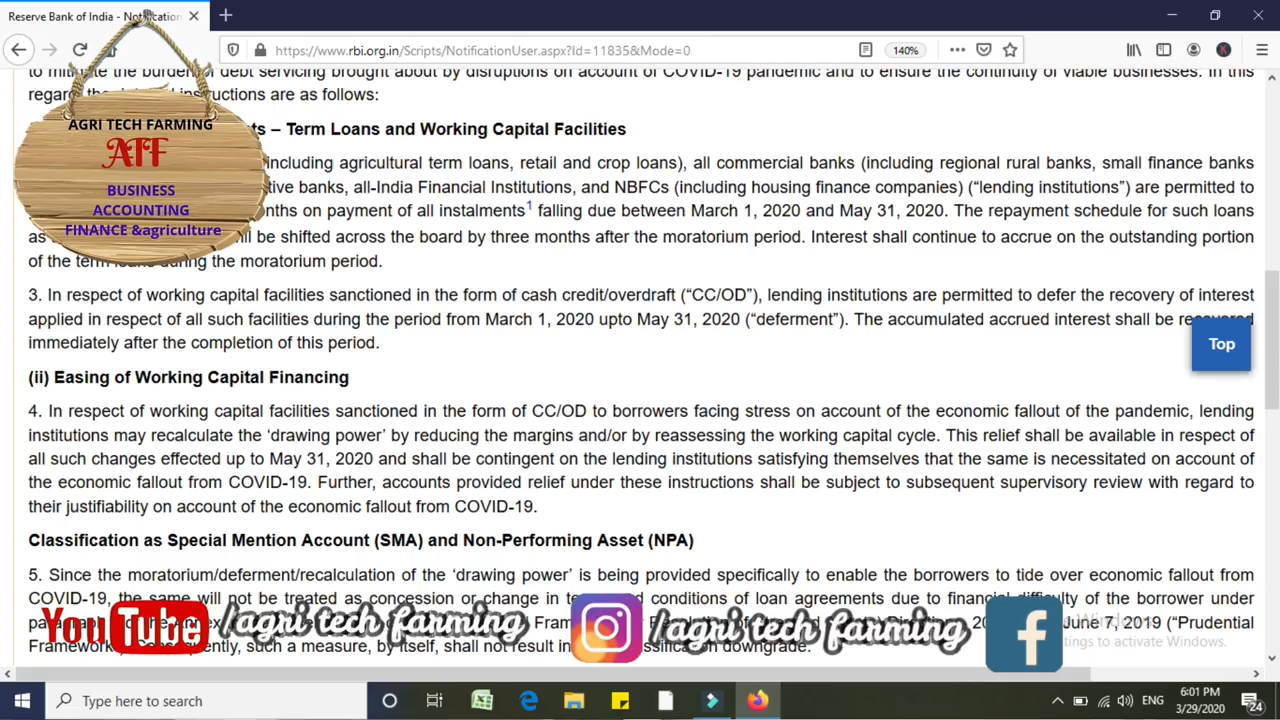 Reserve Bank of India - Notification
https://www.rbi.org.in/Scripts/NotificationUser.aspx?Id=11835&Mode=0
140%
K
to mitigate the burden of debt servicing brought about by disruptions on account of COVID-19 pandemic and to ensure the continuity of viable businesses. In this
regard, the instructions are as follows:
AGRI TECH FARMING
ATF
BUSINESS
ACCOUNTING
FINANCE &agriculture
– Term Loans and Working Capital Facilities
including agricultural term loans, retail and crop loans), all commercial banks (including regional rural banks, small finance banks
banks, all-India Financial Institutions, and NBFCs (including housing finance companies) (“lending institutions”) are permitted to
on payment of all instalments1 falling due between March 1, 2020 and May 31, 2020. The repayment schedule for such loans
as be shifted across the board by three months after the moratorium period. Interest shall continue to accrue on the outstanding portion
of the term loans during the moratorium period.
3. In respect of working capital facilities sanctioned in the form of cash credit/overdraft (“CC/OD”), lending institutions are permitted to defer the recovery of interest
applied in respect of all such facilities during the period from March 1, 2020 upto May 31, 2020 (“deferment”). The accumulated accrued interest shall be recovered
immediately after the completion of this period.
Top
(ii) Easing of Working Capital Financing
4. In respect of working capital facilities sanctioned in the form of CC/OD to borrowers facing stress on account of the economic fallout of the pandemic, lending
institutions may recalculate the ‘drawing power’ by reducing the margins and/or by reassessing the working capital cycle. This relief shall be available in respect of
all such changes effected up to May 31, 2020 and shall be contingent on the lending institutions satisfying themselves that the same is necessitated on account of
the economic fallout from COVID-19. Further, accounts provided relief under these instructions shall be subject to subsequent supervisory review with regard to
their justifiability on account of the economic fallout from COVID-19.
Classification as Special Mention Account (SMA) and Non-Performing Asset (NPA)
5. Since the moratorium/deferment/recalculation of the ‘drawing power’ is being provided specifically to enable the borrowers to tide over economic fallout from
COVID-19, the same will not be treated as concession or change in conditions of loan agreements due to financial difficulty of the borrower under
June 7, 2019 (“Prudential
such a measure, by itself, shall not result in classification downgrade.
YouTube /agri tech farming
/agri tech farming
f
Windows
to activate Windows.
Type here to search
ENG
6:01 PM
3/29/2020
24